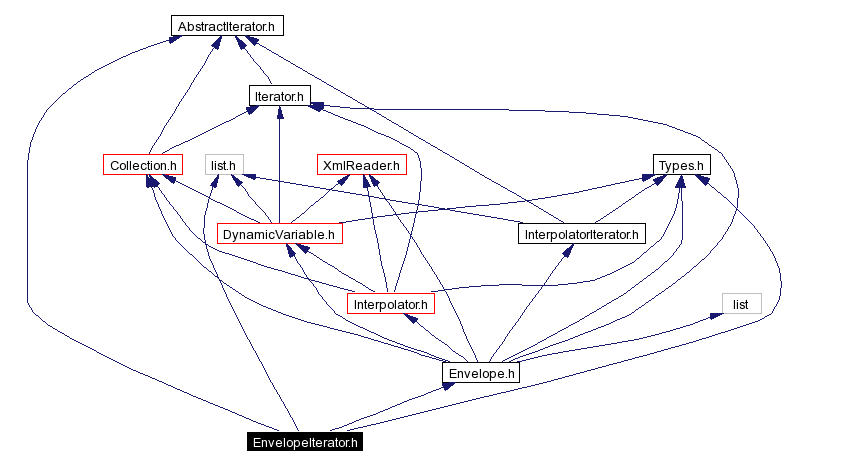 AbstractIterator.h
Iterator.h
Collection.h
list.h
XmlReader.h
Types.h
DynamicVariable.h
InterpolatorIterator.h
Interpolator.h
list
Envelope.h
EnvelopeIterator.h